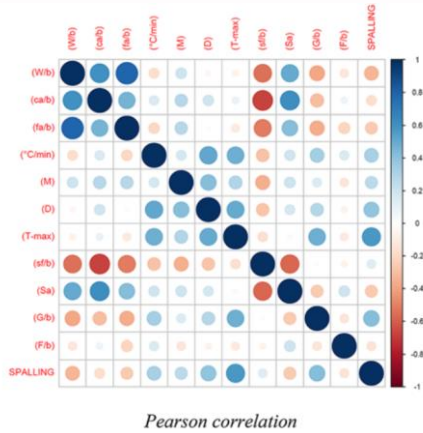 (W/b) (ca/b) (fa/b) (°C/min) (M) (D) (T-max) (sf/b) (Sa) (G/b) (F/b) SPALLING
(W/b)
(ca/b)
(fa/b)
(°C/min)
(M)
(D)
(T-max)
(sf/b)
(Sa)
(G/b)
(F/b)
SPALLING
1
0.8
0.6
0.4
0.2
0
-0.2
-0.4
-0.6
-0.8
-1
Pearson correlation